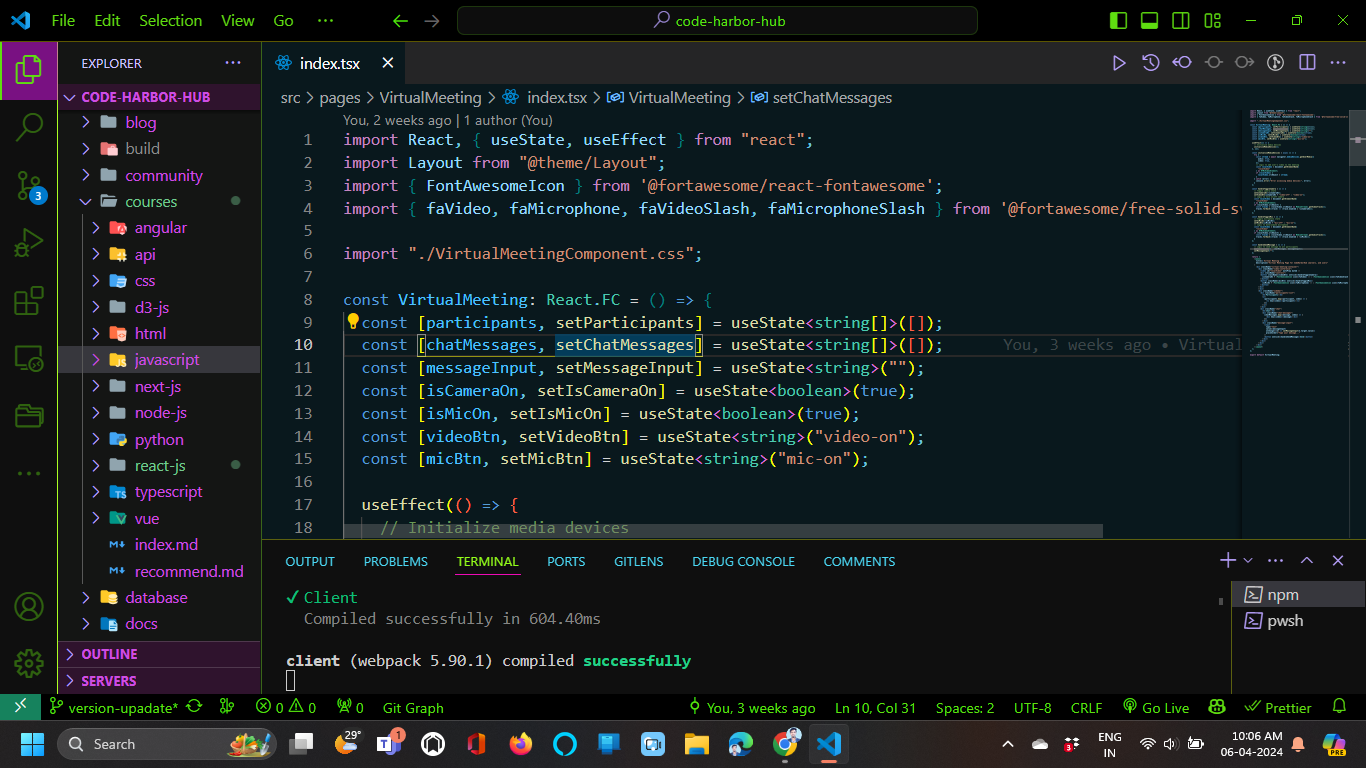 File Edit Selection View Go ··· code-harbor-hub
EXPLORER ···
CODE-HARBOR-HUB
blog
build
community
courses
angular
api
css
d3-js
html
javascript
next-js
node-js
python
react-js
typescript
vue
index.md
recommend.md
database
docs
OUTLINE
SERVERS
3
index.tsx
src > pages > VirtualMeeting > index.tsx > VirtualMeeting > setChatMessages
You, 2 weeks ago | 1 author (You)
1 import React, { useState, useEffect } from "react";
2 import Layout from "@theme/Layout";
3 import { FontAwesomeIcon } from '@fortawesome/react-fontawesome';
4 import { faVideo, faMicrophone, faVideoSlash, faMicrophoneSlash } from '@fortawesome/free-solid-sv
5
6 import "./VirtualMeetingComponent.css";
7
8 const VirtualMeeting: React.FC = () => {
9 const [participants, setParticipants] = useState<string[]>([]);
10 const [chatMessages, setChatMessages] = useState<string[]>([]); You, 3 weeks ago • Virtual
11 const [messageInput, setMessageInput] = useState<string>("");
12 const [isCameraOn, setIsCameraOn] = useState<boolean>(true);
13 const [isMicOn, setIsMicOn] = useState<boolean>(true);
14 const [videoBtn, setVideoBtn] = useState<string>("video-on");
15 const [micBtn, setMicBtn] = useState<string>("mic-on");
16
17 useEffect(() => {
18 // Initialize media devices
OUTPUT PROBLEMS TERMINAL PORTS GITLENS DEBUG CONSOLE COMMENTS
✓ Client
Compiled successfully in 604.40ms
client (webpack 5.90.1) compiled successfully
npm
pwsh
version-upadate* 0 0 0 Git Graph You, 3 weeks ago Ln 10, Col 31 Spaces: 2 UTF-8 CRLF Go Live Prettier
Search 29° 1 ENG IN 10:06 AM 06-04-2024 PRE